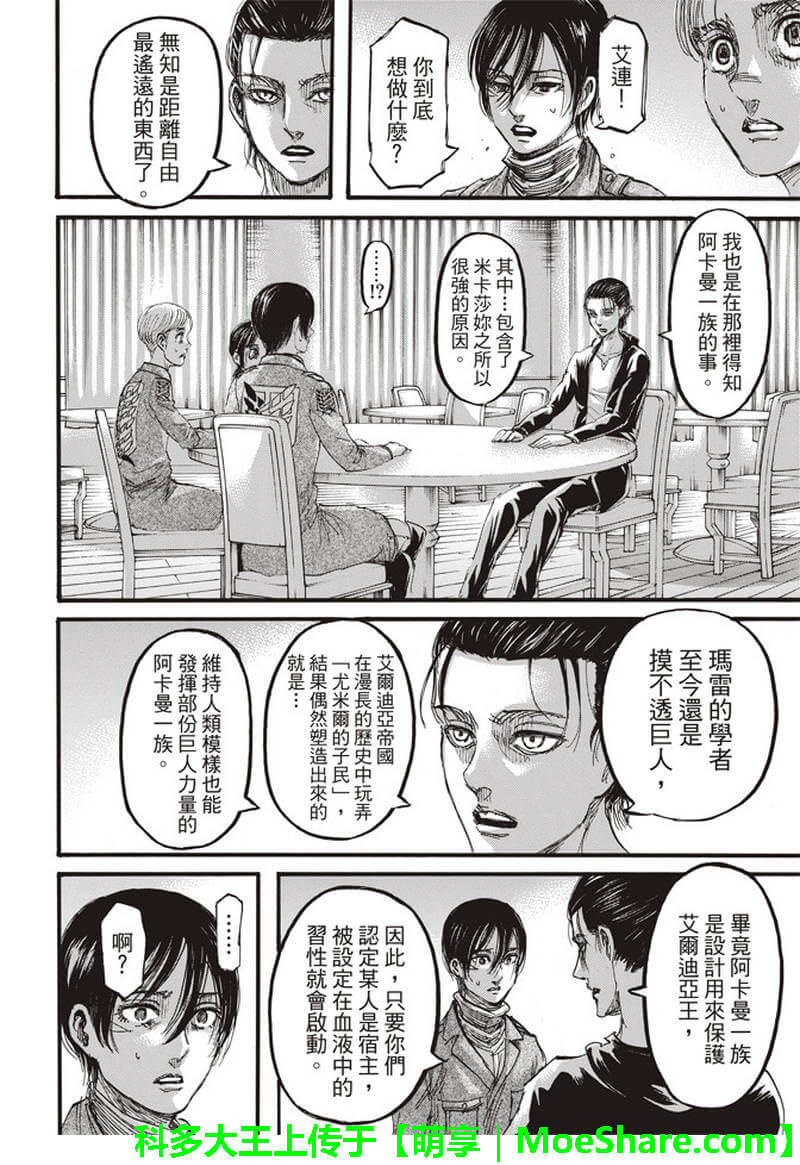 艾連！
你到底
想做什麼？
無知是距離自由
最遙遠的東西了。
我也是在那裡得知
阿卡曼一族的事。
其中…包含了
米卡莎妳之所以
很強的原因。
……!?
瑪雷的學者
至今還是
摸不透巨人，
艾爾迪亞帝國
在漫長的歷史中玩弄
「尤米爾的子民」，
結果偶然塑造出來的
就是…
維持人類模樣也能
發揮部份巨人力量的
阿卡曼一族。
畢竟阿卡曼一族
是設計用來保護
艾爾迪亞王，
因此，只要你們
認定某人是宿主，
被設定在血液中的
習性就會啟動。
……
啊？
科多大王上传于【萌享｜MoeShare.com】